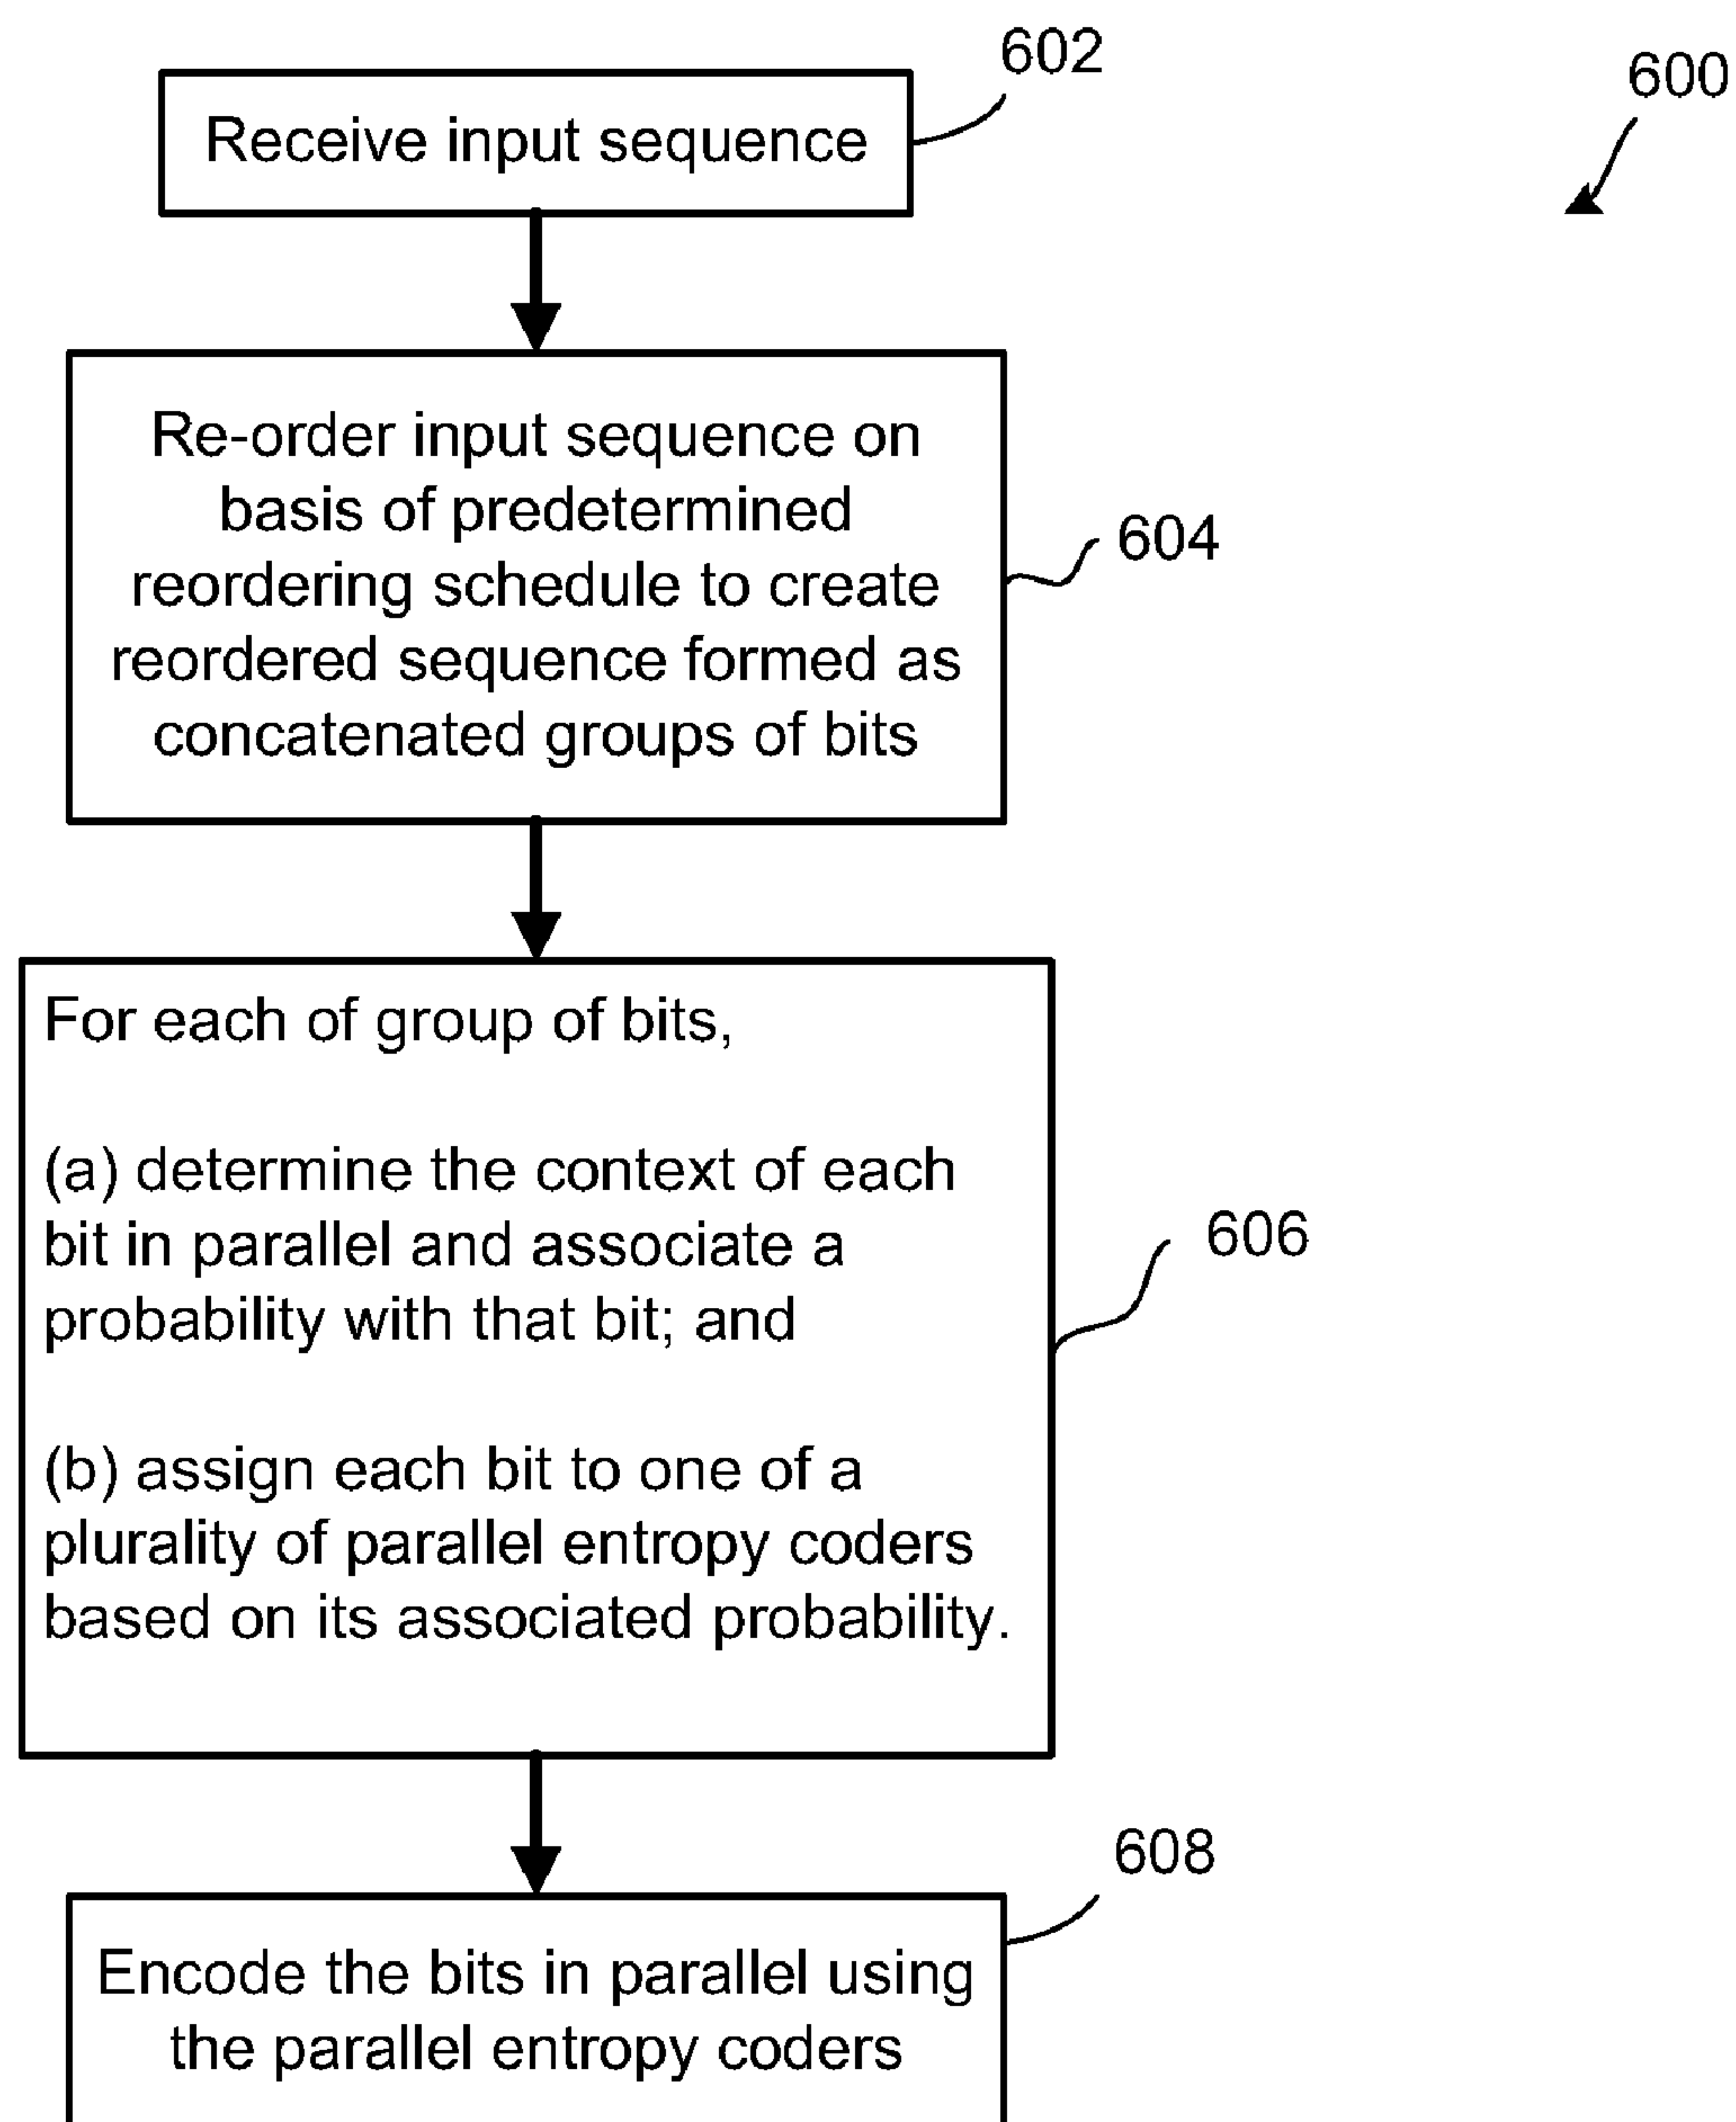 602
600
Receive input sequence
Re-order input sequence on
basis of predetermined
reordering schedule to create
reordered sequence formed as
concatenated groups of bits
604
For each of group of bits,
(a) determine the context of each
bit in parallel and associate a
probability with that bit; and
606
(b) assign each bit to one of a
plurality of parallel entropy coders
based on its associated probability.
608
Encode the bits in parallel using
the parallel entropy coders